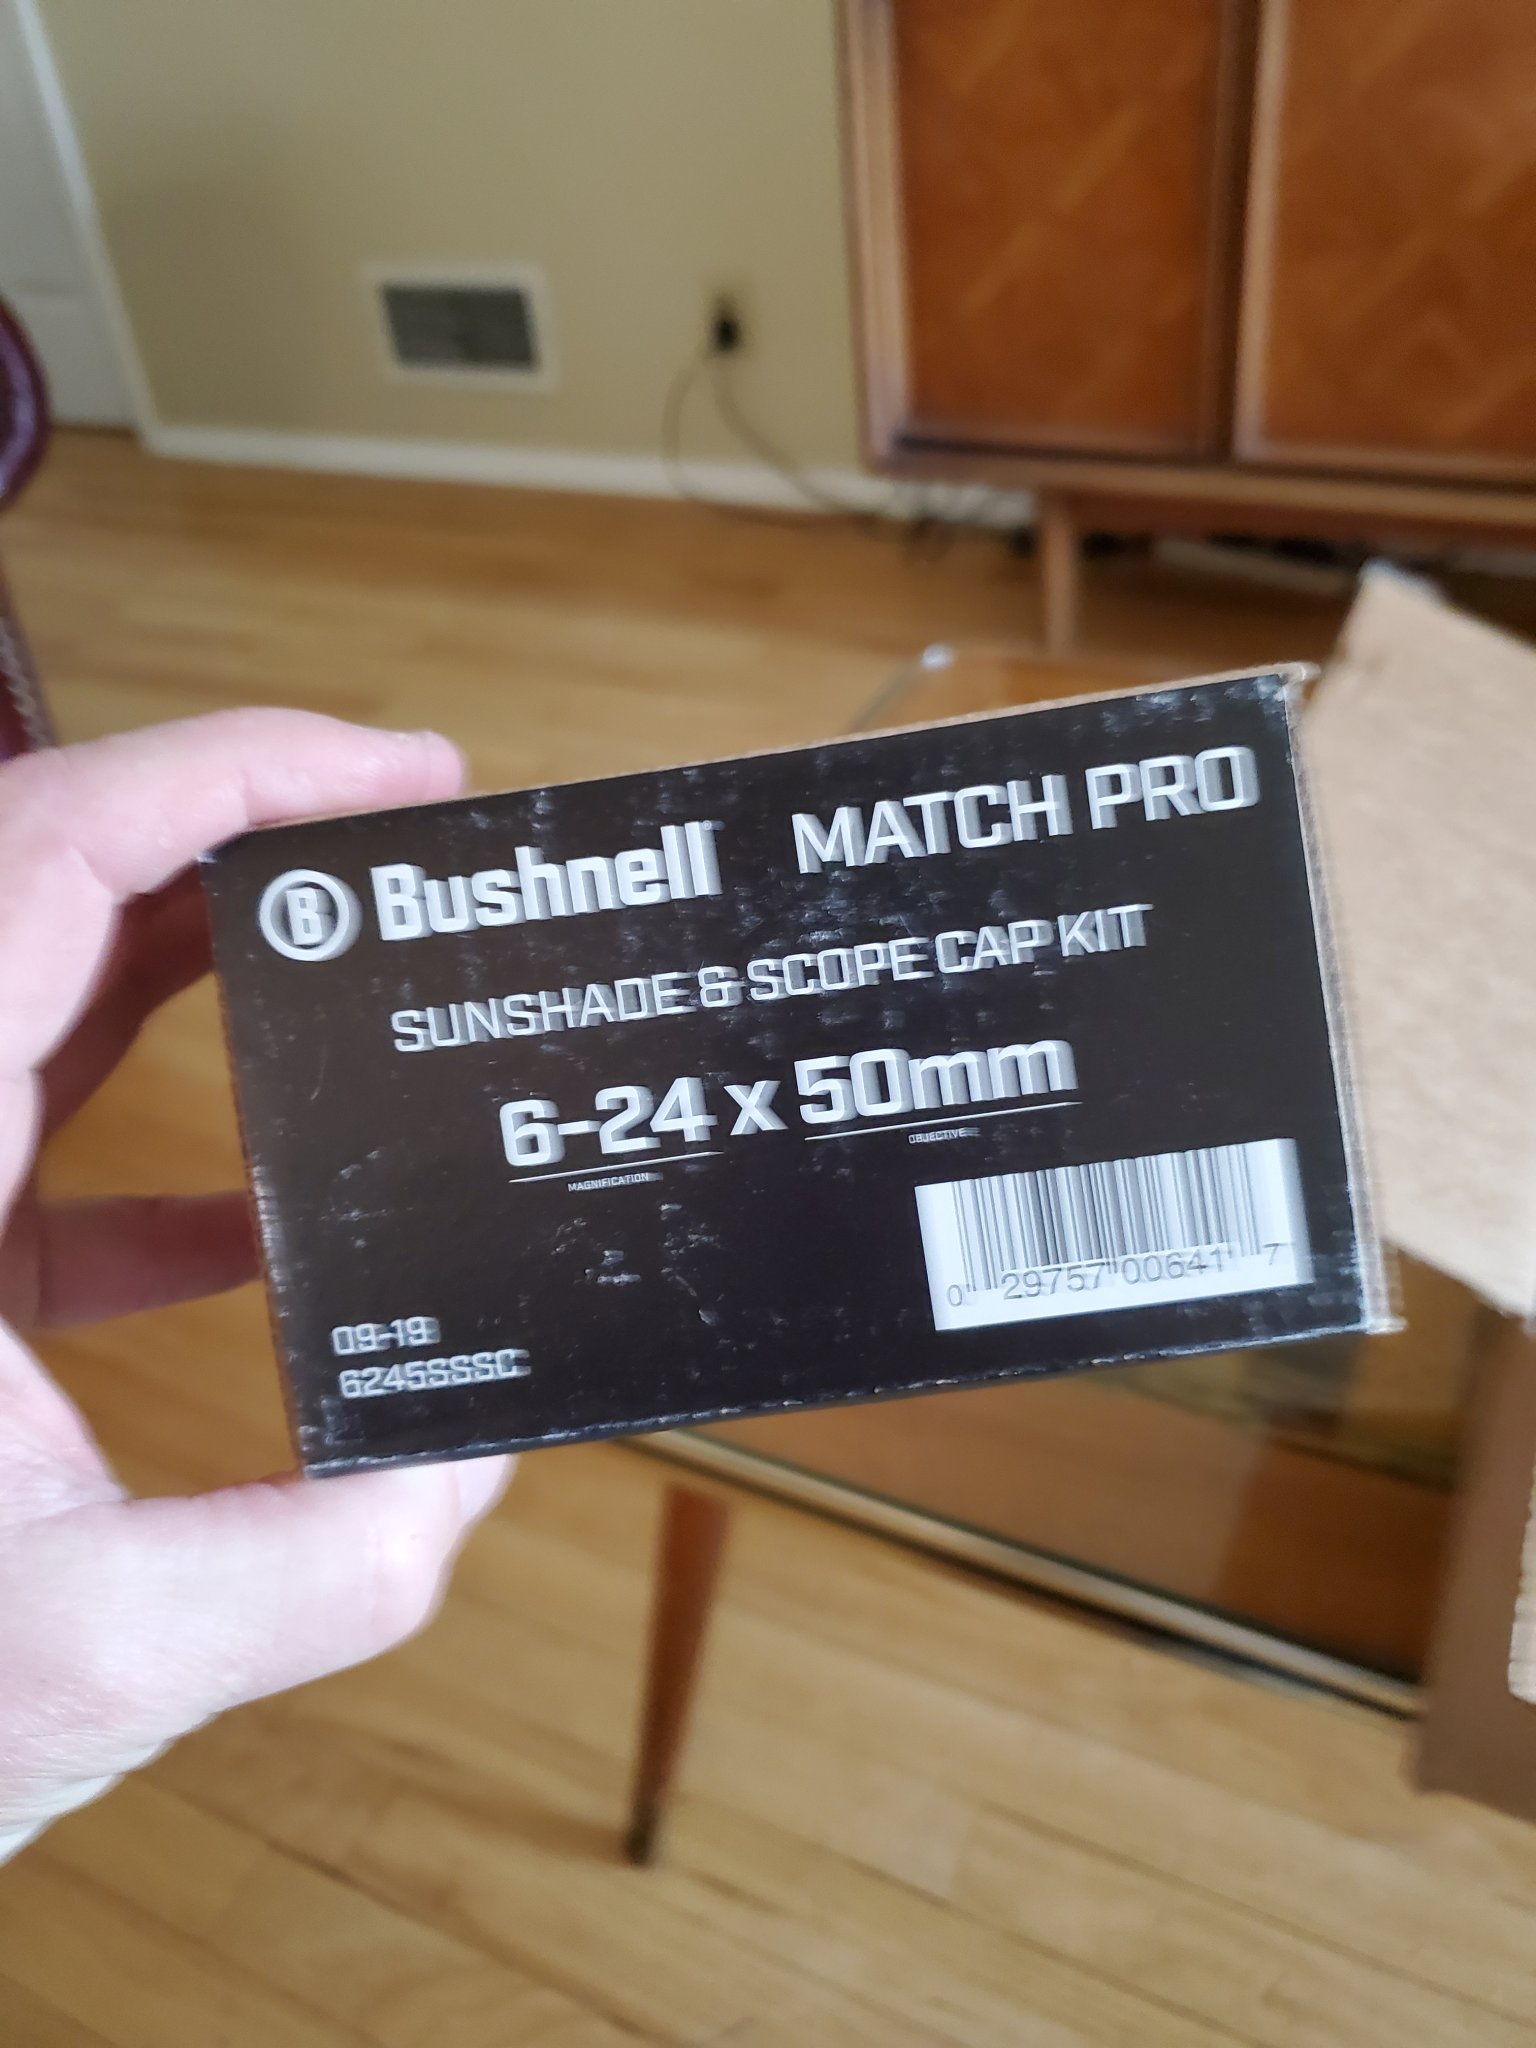 B Bushnell® MATCH PRO
SUNSHADE & SCOPE CAP KIT
6-24 x 50mm
MAGNIFICATION OBJECTIVE
0 29757 00641 7
09-19
6245SSSC